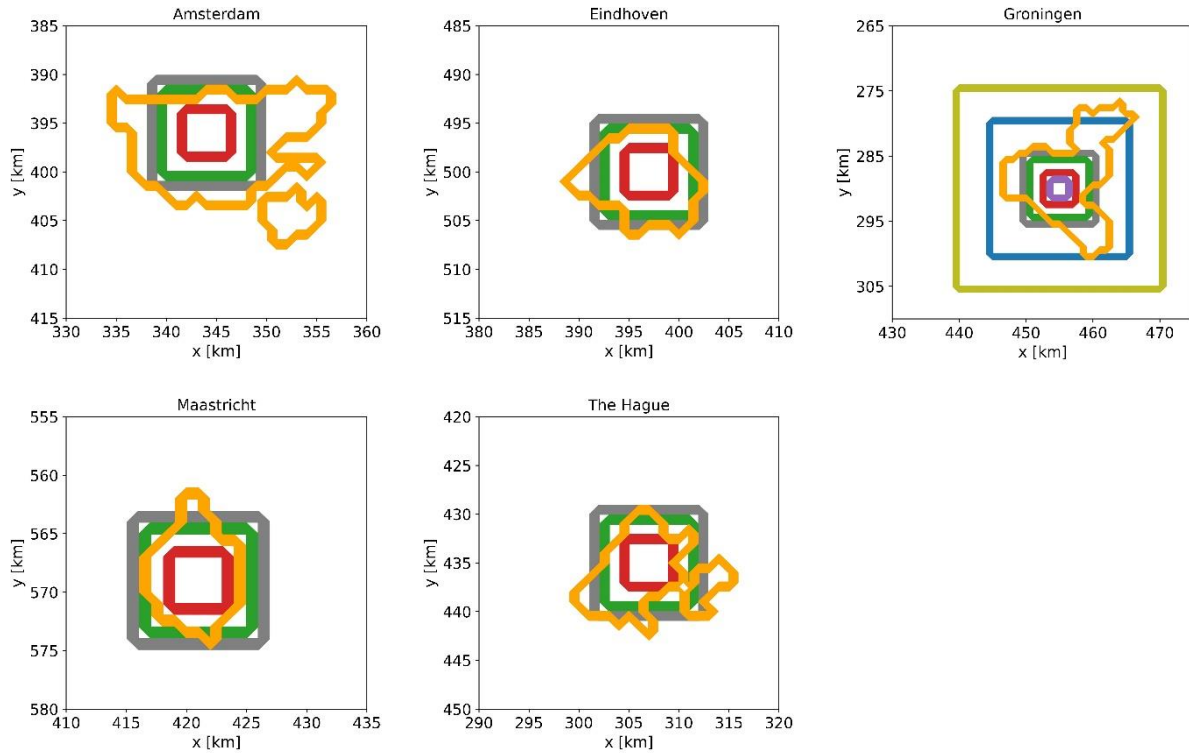 Amsterdam
385
390
395
400
405
410
415
y [km]
330 335 340 345 350 355 360
x [km]
Eindhoven
485
490
495
500
505
510
515
y [km]
380 385 390 395 400 405 410
x [km]
Groningen
265
275
285
295
305
y [km]
430 440 450 460 470
x [km]
Maastricht
555
560
565
570
575
580
y [km]
410 415 420 425 430 435
x [km]
The Hague
420
425
430
435
440
445
450
y [km]
290 295 300 305 310 315 320
x [km]